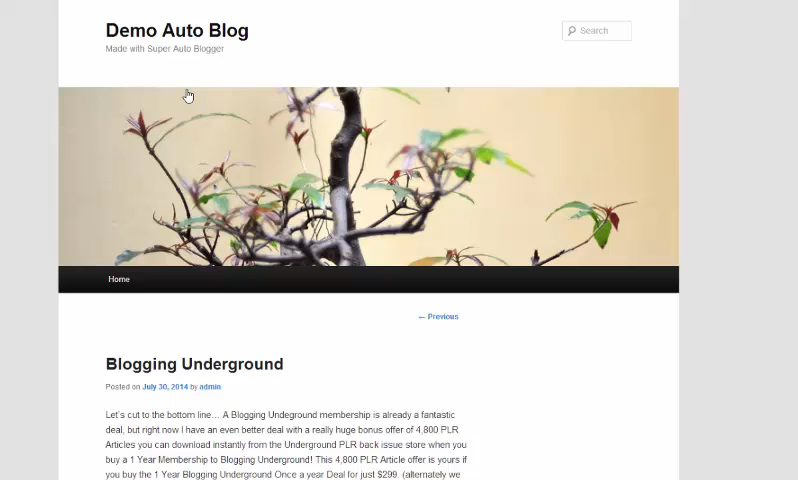 Demo Auto Blog
Made with Super Auto Blogger
Search
Home
← Previous
Blogging Underground
Posted on July 30, 2014 by admin
Let's cut to the bottom line… A Blogging Undeground membership is already a fantastic
deal, but right now I have an even better deal with a really huge bonus offer of 4,800 PLR
Articles you can download instantly from the Underground PLR back issue store when you
buy a 1 Year Membership to Blogging Underground! This 4,800 PLR Article offer is yours if
you buy the 1 Year Blogging Underground Once a year Deal for just $299. (alternatively we